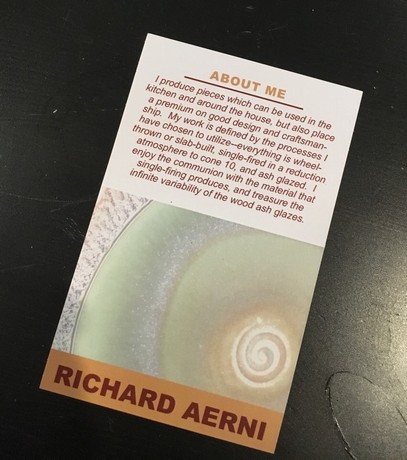 ABOUT ME
I produce pieces which can be used in the
kitchen and around the house, but also place
a premium on good design and craftsman-
ship. My work is defined by the processes I
have chosen to utilize--everything is wheel-
thrown or slab-built, single-fired in a reduction
atmosphere to cone 10, and ash glazed. I
enjoy the communion with the material that
single-firing produces, and treasure the
infinite variability of the wood ash glazes.
RICHARD AERNI